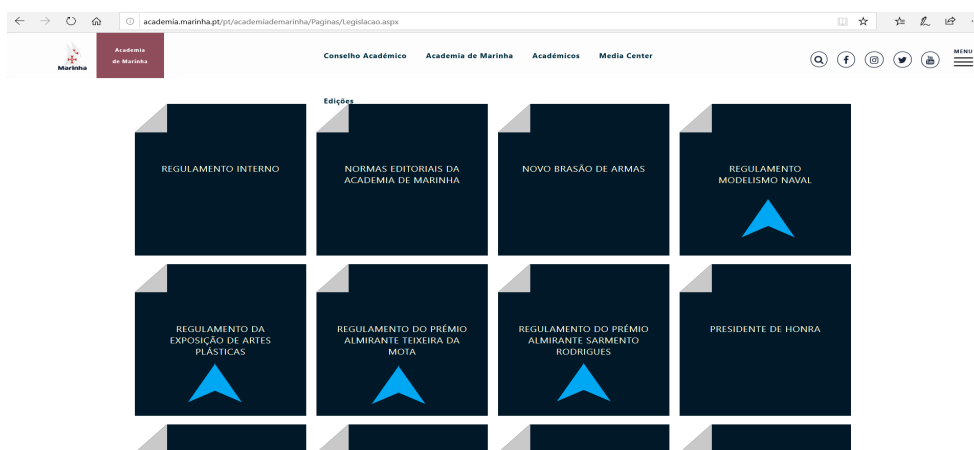 academia.marinha.pt/pt/academiademarinha/Paginas/Legislacao.aspx
Marinha
Academia
de Marinha
Conselho Académico Academia de Marinha Académicos Media Center
MENU
Edições
REGULAMENTO INTERNO
NORMAS EDITORIAIS DA
ACADEMIA DE MARINHA
NOVO BRASÃO DE ARMAS
REGULAMENTO
MODELISMO NAVAL
REGULAMENTO DA
EXPOSIÇÃO DE ARTES
PLÁSTICAS
REGULAMENTO DO PRÉMIO
ALMIRANTE TEIXEIRA DA
MOTA
REGULAMENTO DO PRÉMIO
ALMIRANTE SARMENTO
RODRIGUES
PRESIDENTE DE HONRA